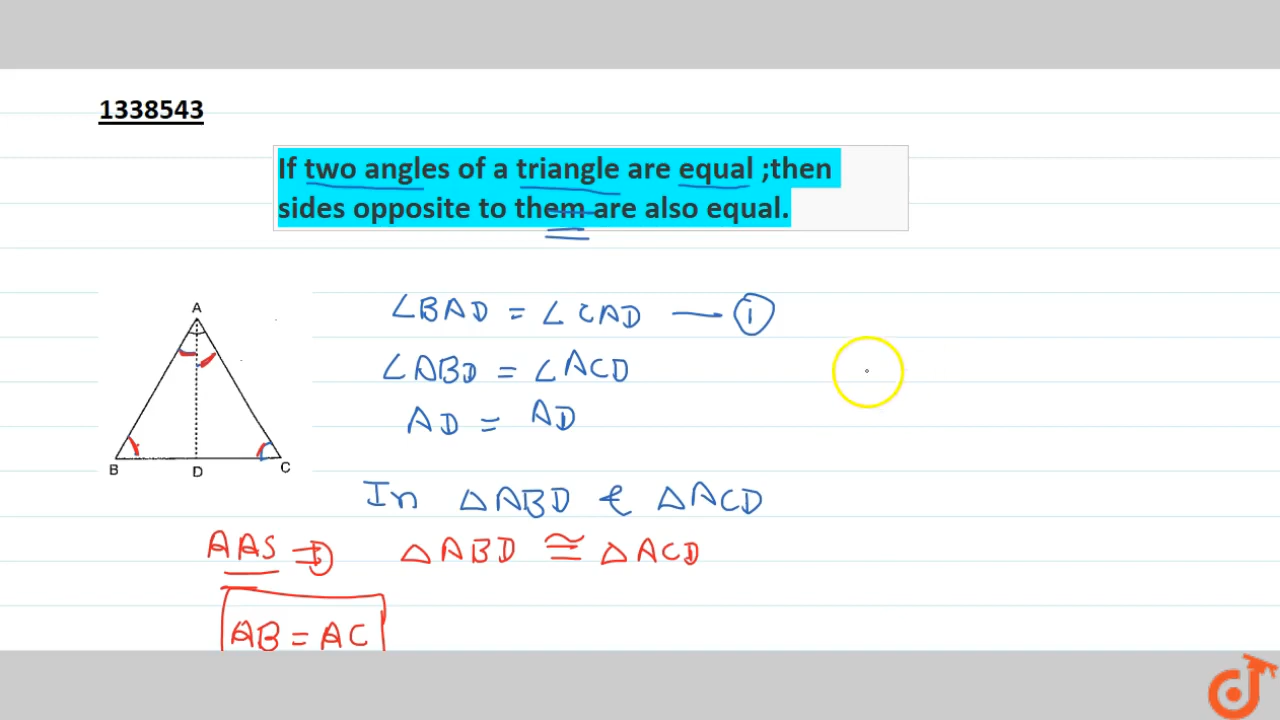 1338543
If two angles of a triangle are equal ;then
sides opposite to them are also equal.
A
B
D
C
∠BAD = ∠CAD — ①
∠ABD = ∠ACD
AD = AD
In △ABD & △ACD
AAS ⇒ △ABD ≅ △ACD
AB = AC